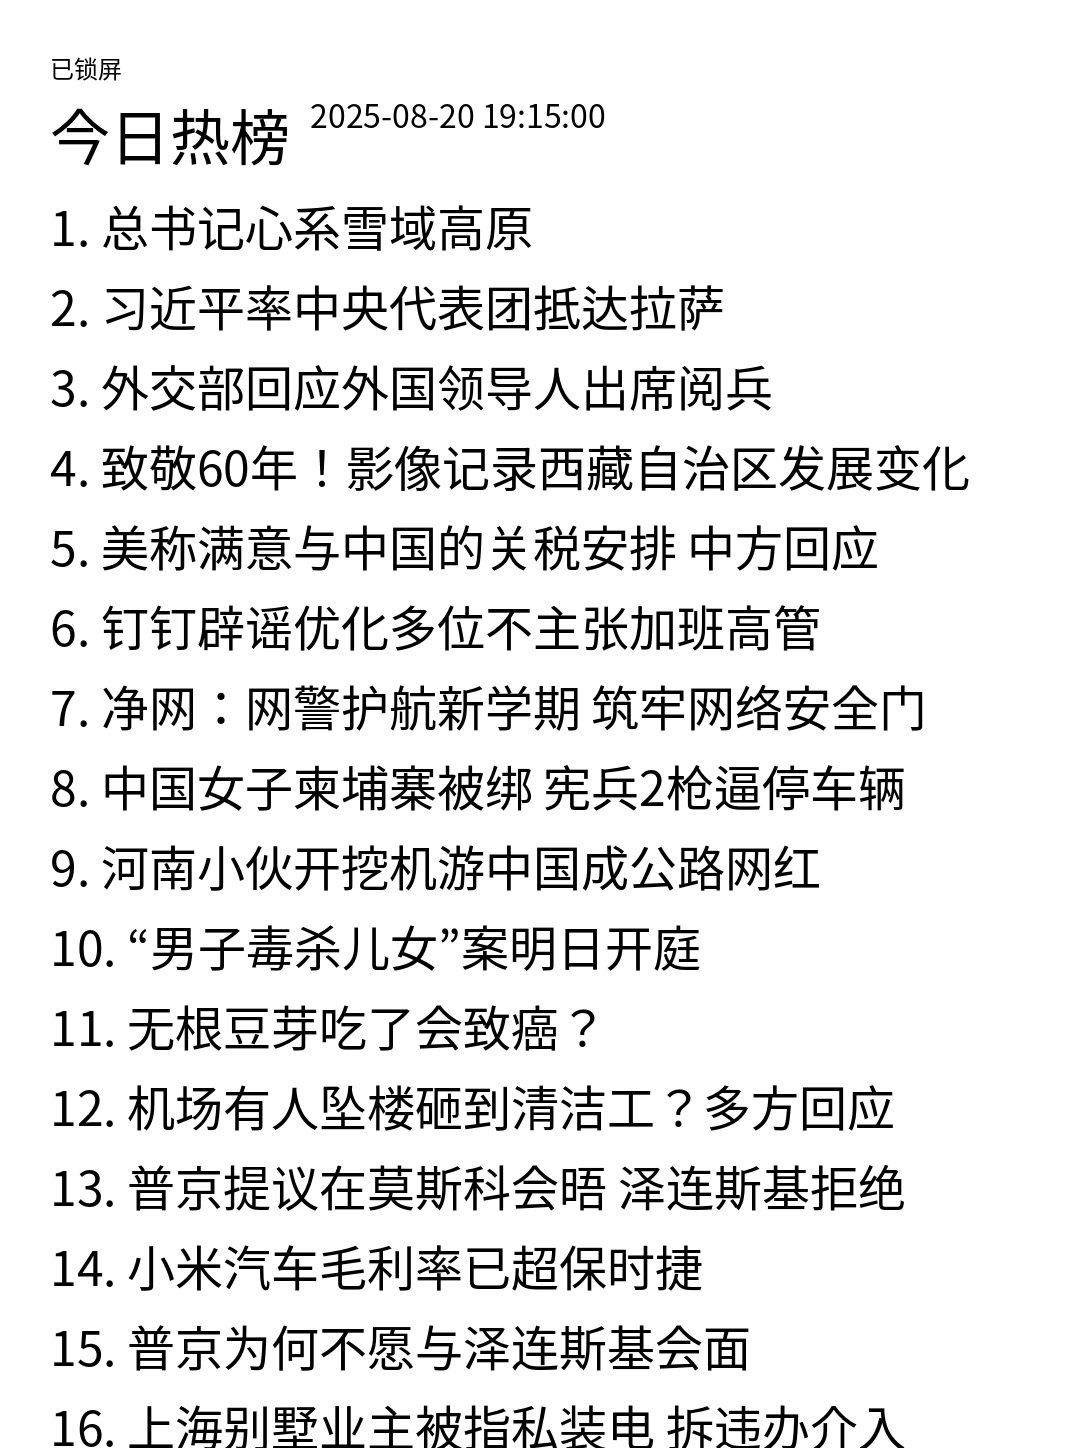 已锁屏
今日热榜 2025-08-20 19:15:00
1. 总书记心系雪域高原
2. 习近平率中央代表团抵达拉萨
3. 外交部回应外国领导人出席阅兵
4. 致敬60年！影像记录西藏自治区发展变化
5. 美称满意与中国的关税安排 中方回应
6. 钉钉辟谣优化多位不主张加班高管
7. 净网：网警护航新学期 筑牢网络安全门
8. 中国女子柬埔寨被绑 宪兵2枪逼停车辆
9. 河南小伙开挖机游中国成公路网红
10. “男子毒杀儿女”案明日开庭
11. 无根豆芽吃了会致癌？
12. 机场有人坠楼砸到清洁工？多方回应
13. 普京提议在莫斯科会晤 泽连斯基拒绝
14. 小米汽车毛利率已超保时捷
15. 普京为何不愿与泽连斯基会面
16. 上海别墅业主被指私装电 拆违办介入